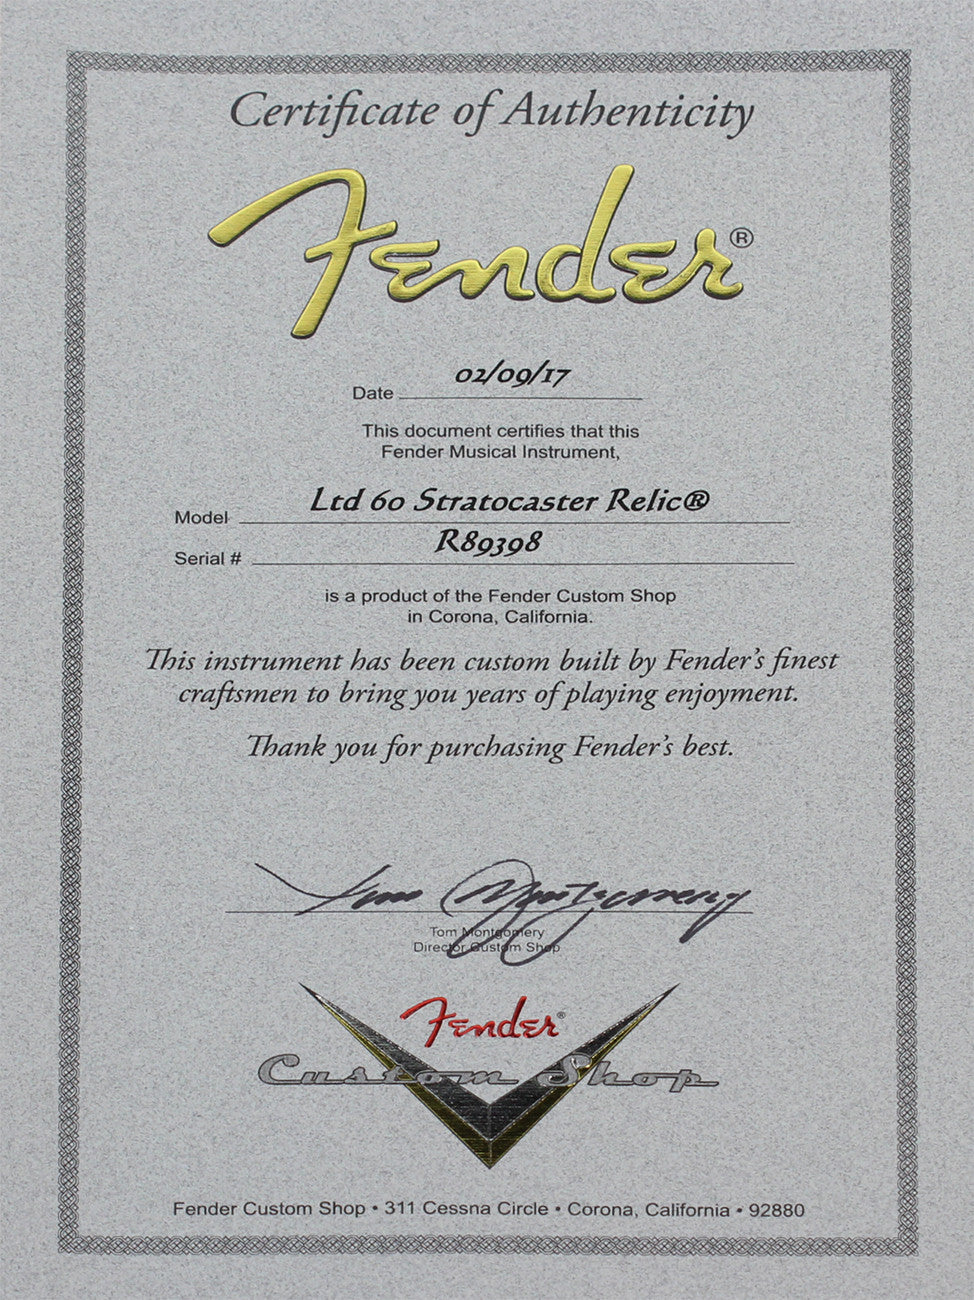 Certificate of Authenticity
Fender®
Date 02/09/17
This document certifies that this
Fender Musical Instrument,
Model Ltd 60 Stratocaster Relic®
Serial # R89398
is a product of the Fender Custom Shop
in Corona, California.
This instrument has been custom built by Fender's finest
craftsmen to bring you years of playing enjoyment.
Thank you for purchasing Fender's best.
Tom Montgomery
Tom Montgomery
Director Custom Shop
Fender®
Custom Shop
Fender Custom Shop • 311 Cessna Circle • Corona, California • 92880